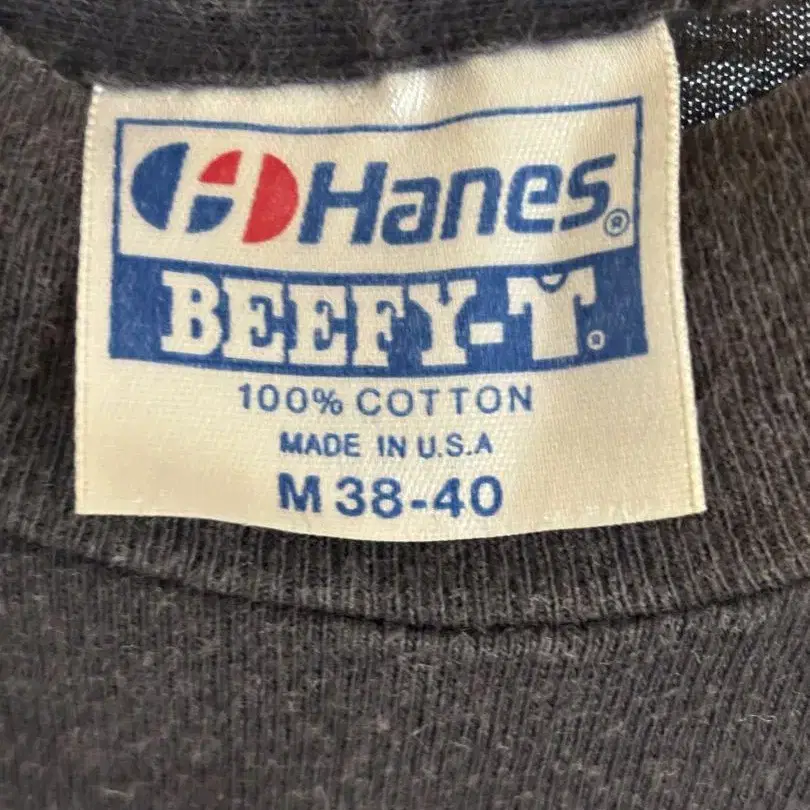 Hanes®
BEEFY-T®
100% COTTON
MADE IN U.S.A
M 38-40